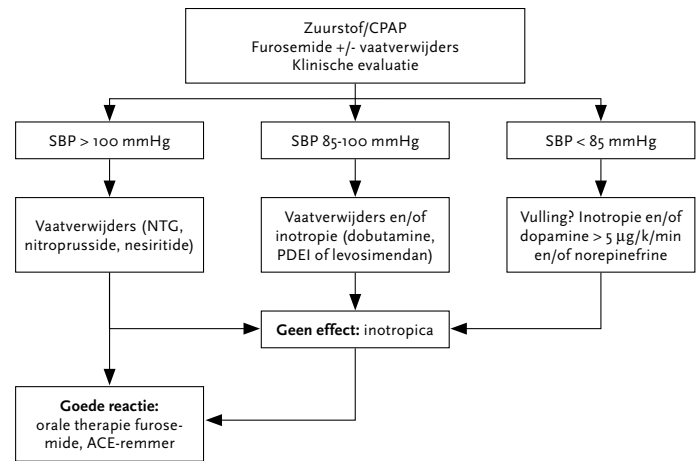 Zuurstof/CPAP
Furosemide +/- vaatverwijders
Klinische evaluatie
SBP > 100 mmHg
SBP 85-100 mmHg
SBP < 85 mmHg
Vaatverwijders (NTG,
nitroprusside, nesiritide)
Vaatverwijders en/of
inotropie (dobutamine,
PDEI of levosimendan)
Vulling? Inotropie en/of
dopamine > 5 µg/k/min
en/of norepinefrine
Geen effect: inotropica
Goede reactie:
orale therapie furose-
mide, ACE-remmer